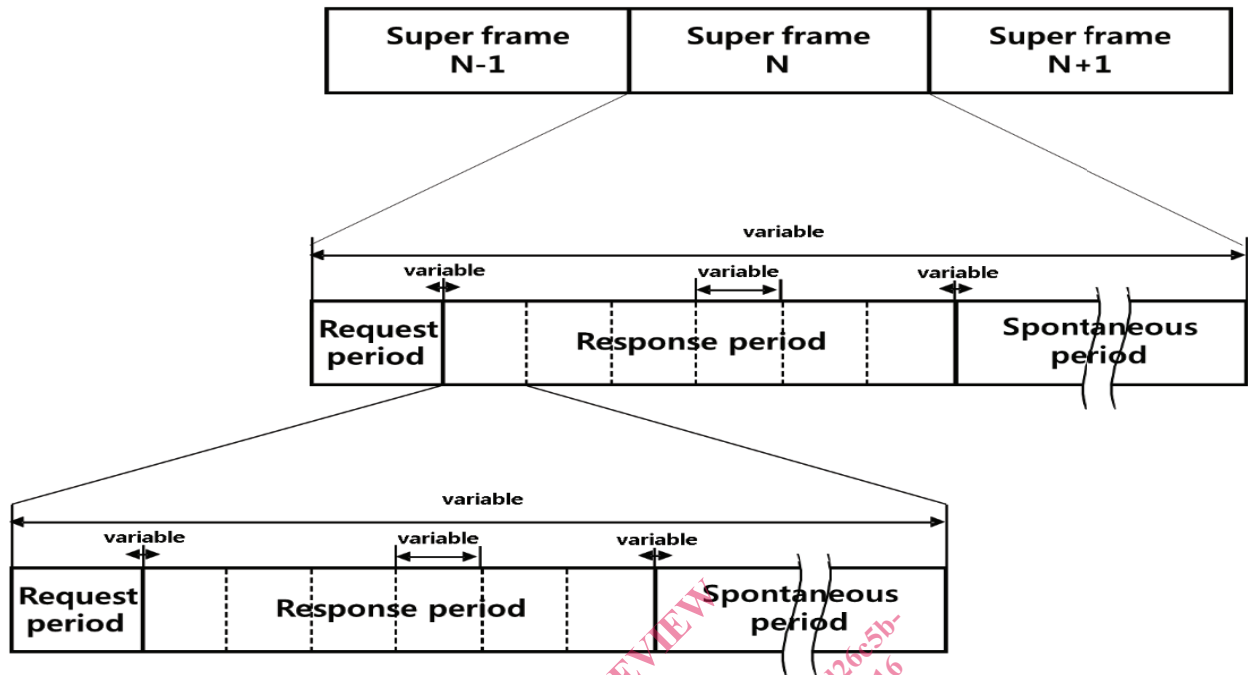 Super frame
N-1
Super frame
N
Super frame
N+1
variable
variable
variable
variable
Request
period
Response period
Spontaneous
period
variable
variable
variable
variable
Request
period
Response period
Spontaneous
period